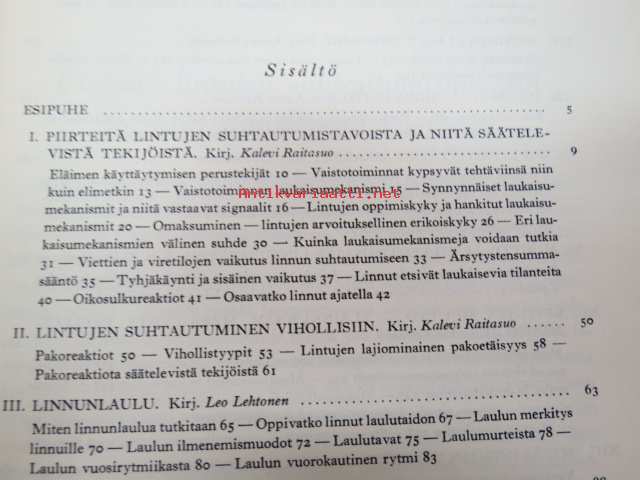 Sisältö
ESIPUHE 5
I. PIIRTEITÄ LINTUJEN SUHTAUTUMISTAVOISTA JA NIITÄ SÄÄTELE-
VISTÄ TEKIJÖISTÄ. Kirj. Kalevi Raitasuo 9
Eläimen käyttäytymisen perustekijät 10 — Vaistotoiminnat kypsyvät tehtäviinsä niin
kuin elimetkin 13 — Vaistotoiminnan laukaisumekanismi 15 — Synnynnäiset laukaisu-
mekanismit ja niitä vastaavat signaalit 16 — Lintujen oppimiskyky ja hankitut laukaisu-
mekanismit 20 — Omaksuminen — lintujen arvoituksellinen erikoiskyky 26 — Eri lau-
kaisumekanismien välinen suhde 30 — Kuinka laukaisumekanismeja voidaan tutkia
31 — Viettien ja viretilojen vaikutus linnun suhtautumiseen 33 — Ärsytystensumma-
sääntö 35 — Tyhjäkäynti ja sisäinen vaikutus 37 — Linnut etsivät laukaisevia tilanteita
40 — Oikosulkureaktiot 41 — Osaavatko linnut ajatella 42
Antikvariaatti.net
II. LINTUJEN SUHTAUTUMINEN VIHOLLISIIN. Kirj. Kalevi Raitasuo 50
Pakoreaktiot 50 — Vihollistyypit 53 — Lintujen lajiominainen pakoetäisyys 58 —
Pakoreaktiota säätelevistä tekijöistä 61
III. LINNUNLAULU. Kirj. Leo Lehtonen 63
Miten linnunlaulua tutkitaan 65 — Oppivatko linnut laulutaidon 67 — Laulun merkitys
linnuille 70 — Laulun ilmenemismuodot 72 — Laulutavat 75 — Laulumurteista 78 —
Laulun vuosirytmiikasta 80 — Laulun vuorokautinen rytmi 83